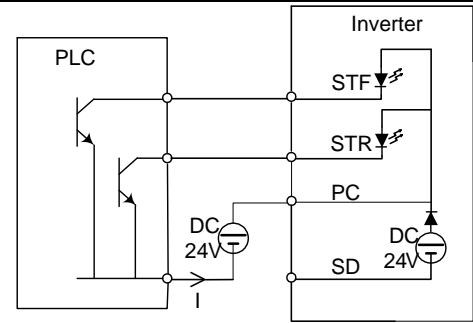 Inverter
PLC
STF
STR
PC
DC
24V
DC
24V
SD
I